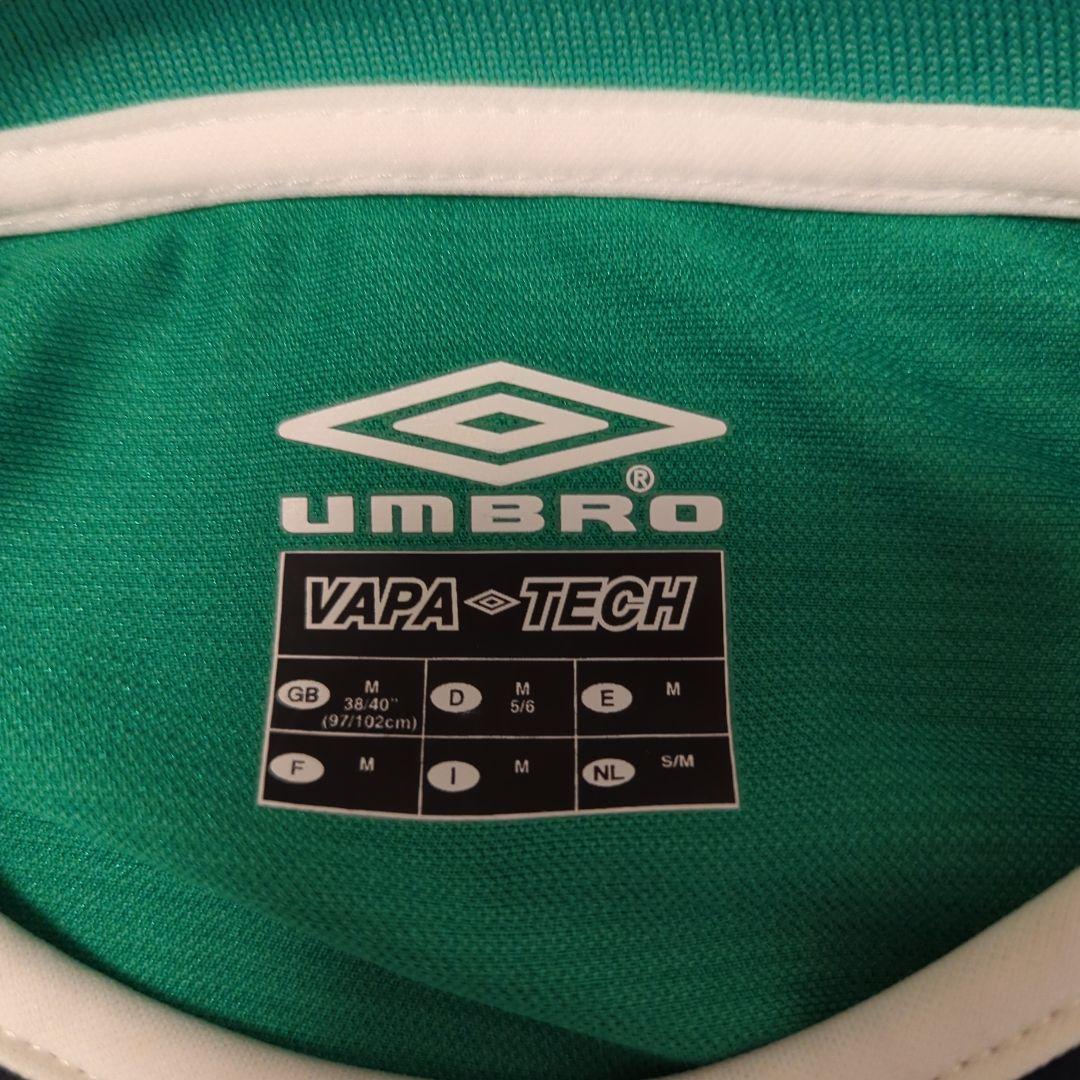 UMBRO®
VAPA TECH
GB M 38/40" (97/102cm)
D M 5/6
E M
F M
I M
NL S/M